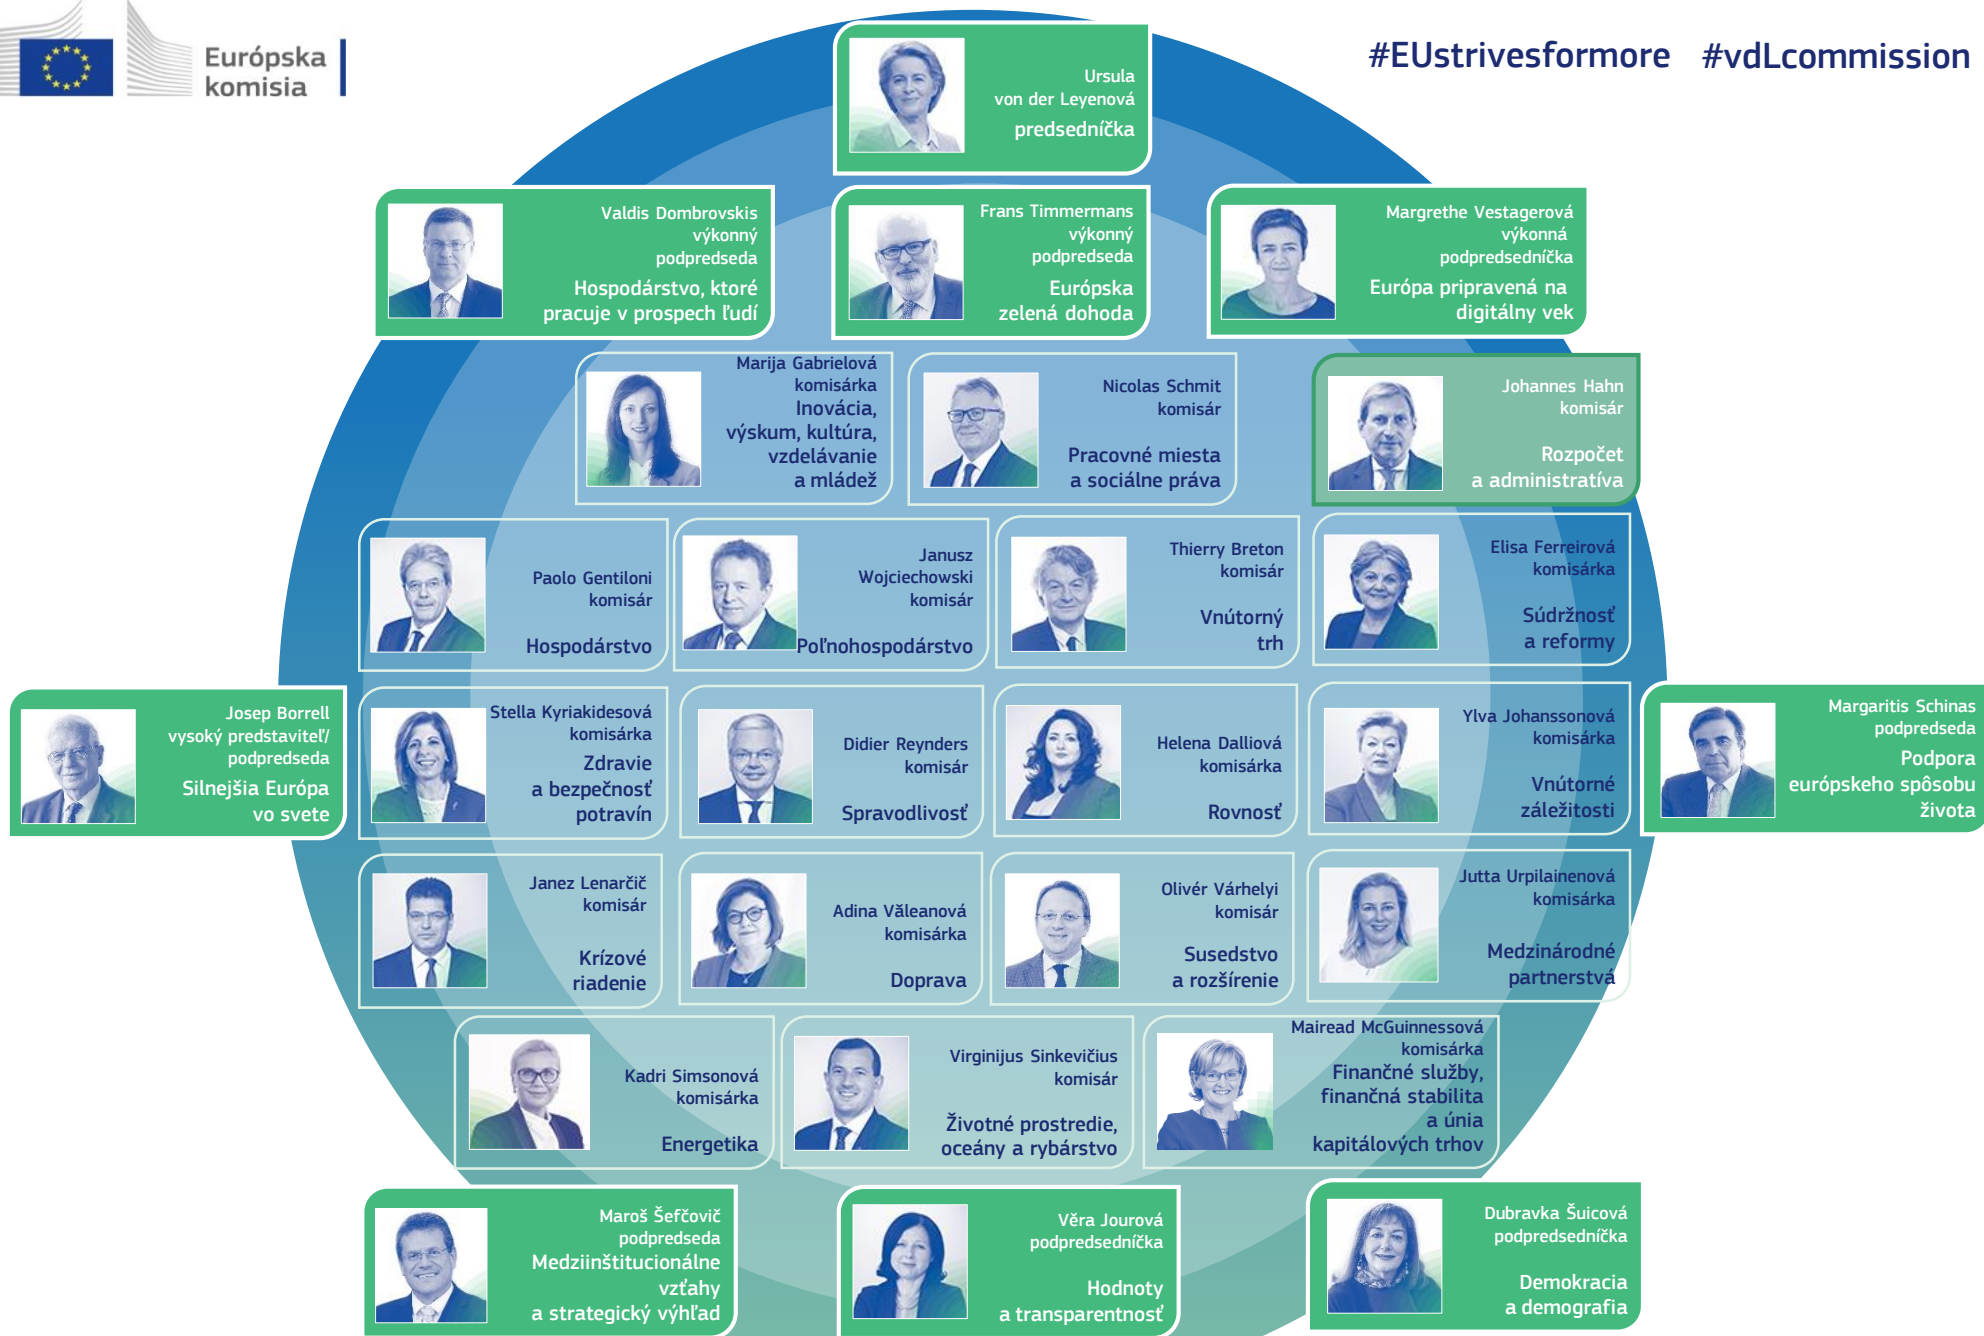 Európska
komisia
#EUstrivesformore #vdLcommission
Ursula
von der Leyenová
predsedníčka
Valdis Dombrovskis
výkonný
podpredseda
Hospodárstvo, ktoré
pracuje v prospech ľudí
Frans Timmermans
výkonný
podpredseda
Európska
zelená dohoda
Margrethe Vestagerová
výkonná
podpredsedníčka
Európa pripravená na
digitálny vek
Marija Gabrielová
komisárka
Inovácia,
výskum, kultúra,
vzdelávanie
a mládež
Nicolas Schmit
komisár
Pracovné miesta
a sociálne práva
Johannes Hahn
komisár
Rozpočet
a administratíva
Paolo Gentiloni
komisár
Hospodárstvo
Janusz
Wojciechowski
komisár
Poľnohospodárstvo
Thierry Breton
komisár
Vnútorný
trh
Elisa Ferreirová
komisárka
Súdržnosť
a reformy
Josep Borrell
vysoký predstaviteľ/
podpredseda
Silnejšia Európa
vo svete
Stella Kyriakidesová
komisárka
Zdravie
a bezpečnosť
potravín
Didier Reynders
komisár
Spravodlivosť
Helena Dalliová
komisárka
Rovnosť
Ylva Johanssonová
komisárka
Vnútorné
záležitosti
Margaritis Schinas
podpredseda
Podpora
európskeho spôsobu
života
Janez Lenarčič
komisár
Krízové
riadenie
Adina Văleanová
komisárka
Doprava
Olivér Várhelyi
komisár
Susedstvo
a rozšírenie
Jutta Urpilainenová
komisárka
Medzinárodné
partnerstvá
Kadri Simsonová
komisárka
Energetika
Virginijus Sinkevičius
komisár
Životné prostredie,
oceány a rybárstvo
Mairead McGuinnessová
komisárka
Finančné služby,
finančná stabilita
a únia
kapitálových trhov
Maroš Šefčovič
podpredseda
Medziinštitucionálne
vzťahy
a strategický výhľad
Věra Jourová
podpredsedníčka
Hodnoty
a transparentnosť
Dubravka Šuicová
podpredsedníčka
Demokracia
a demografia